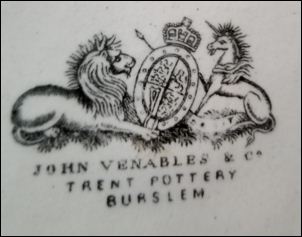 JOHN VENABLES & Co
TRENT POTTERY
BURSLEM